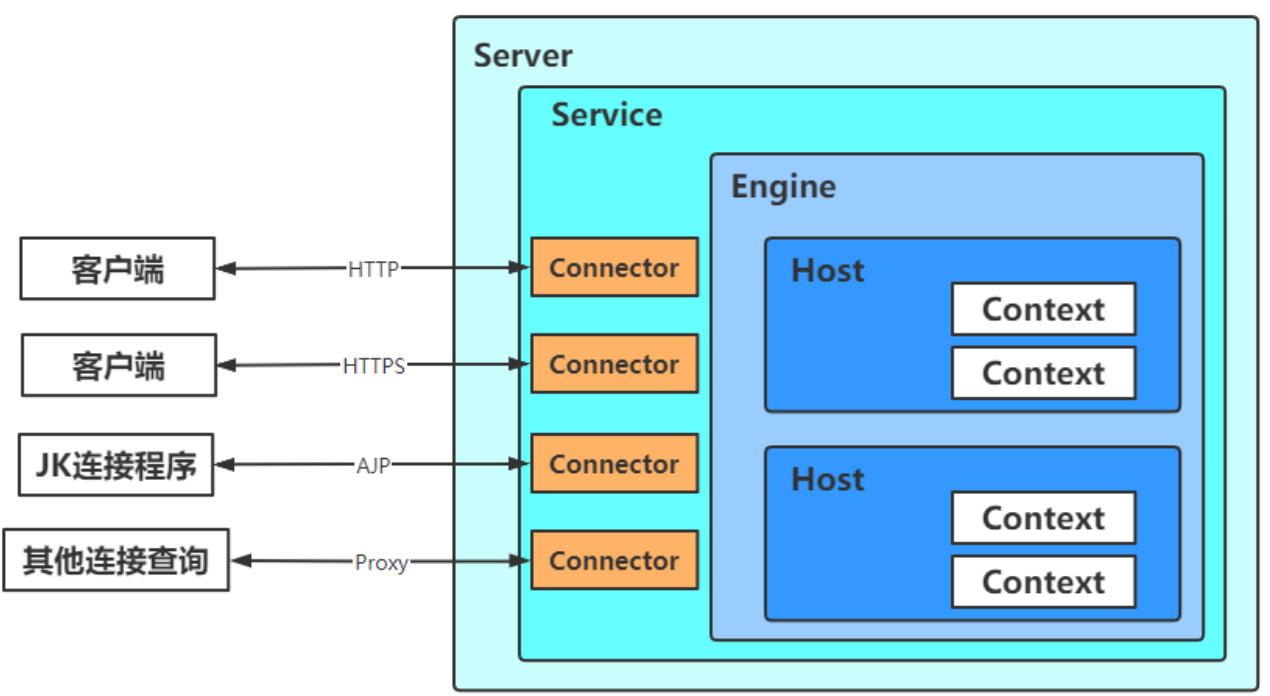 Server
Service
Engine
客户端
HTTP
Connector
Host
Context
客户端
HTTPS
Connector
Context
JK连接程序
AJP
Connector
Host
Context
其他连接查询
Proxy
Connector
Context